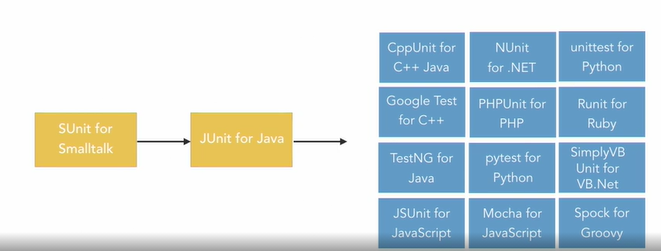 SUnit for
Smalltalk
JUnit for Java
CppUnit for
C++ Java
NUnit
for .NET
unittest for
Python
Google Test
for C++
PHPUnit for
PHP
Runit for
Ruby
TestNG for
Java
pytest for
Python
SimplyVB
Unit for
VB.Net
JSUnit for
JavaScript
Mocha for
JavaScript
Spock for
Groovy